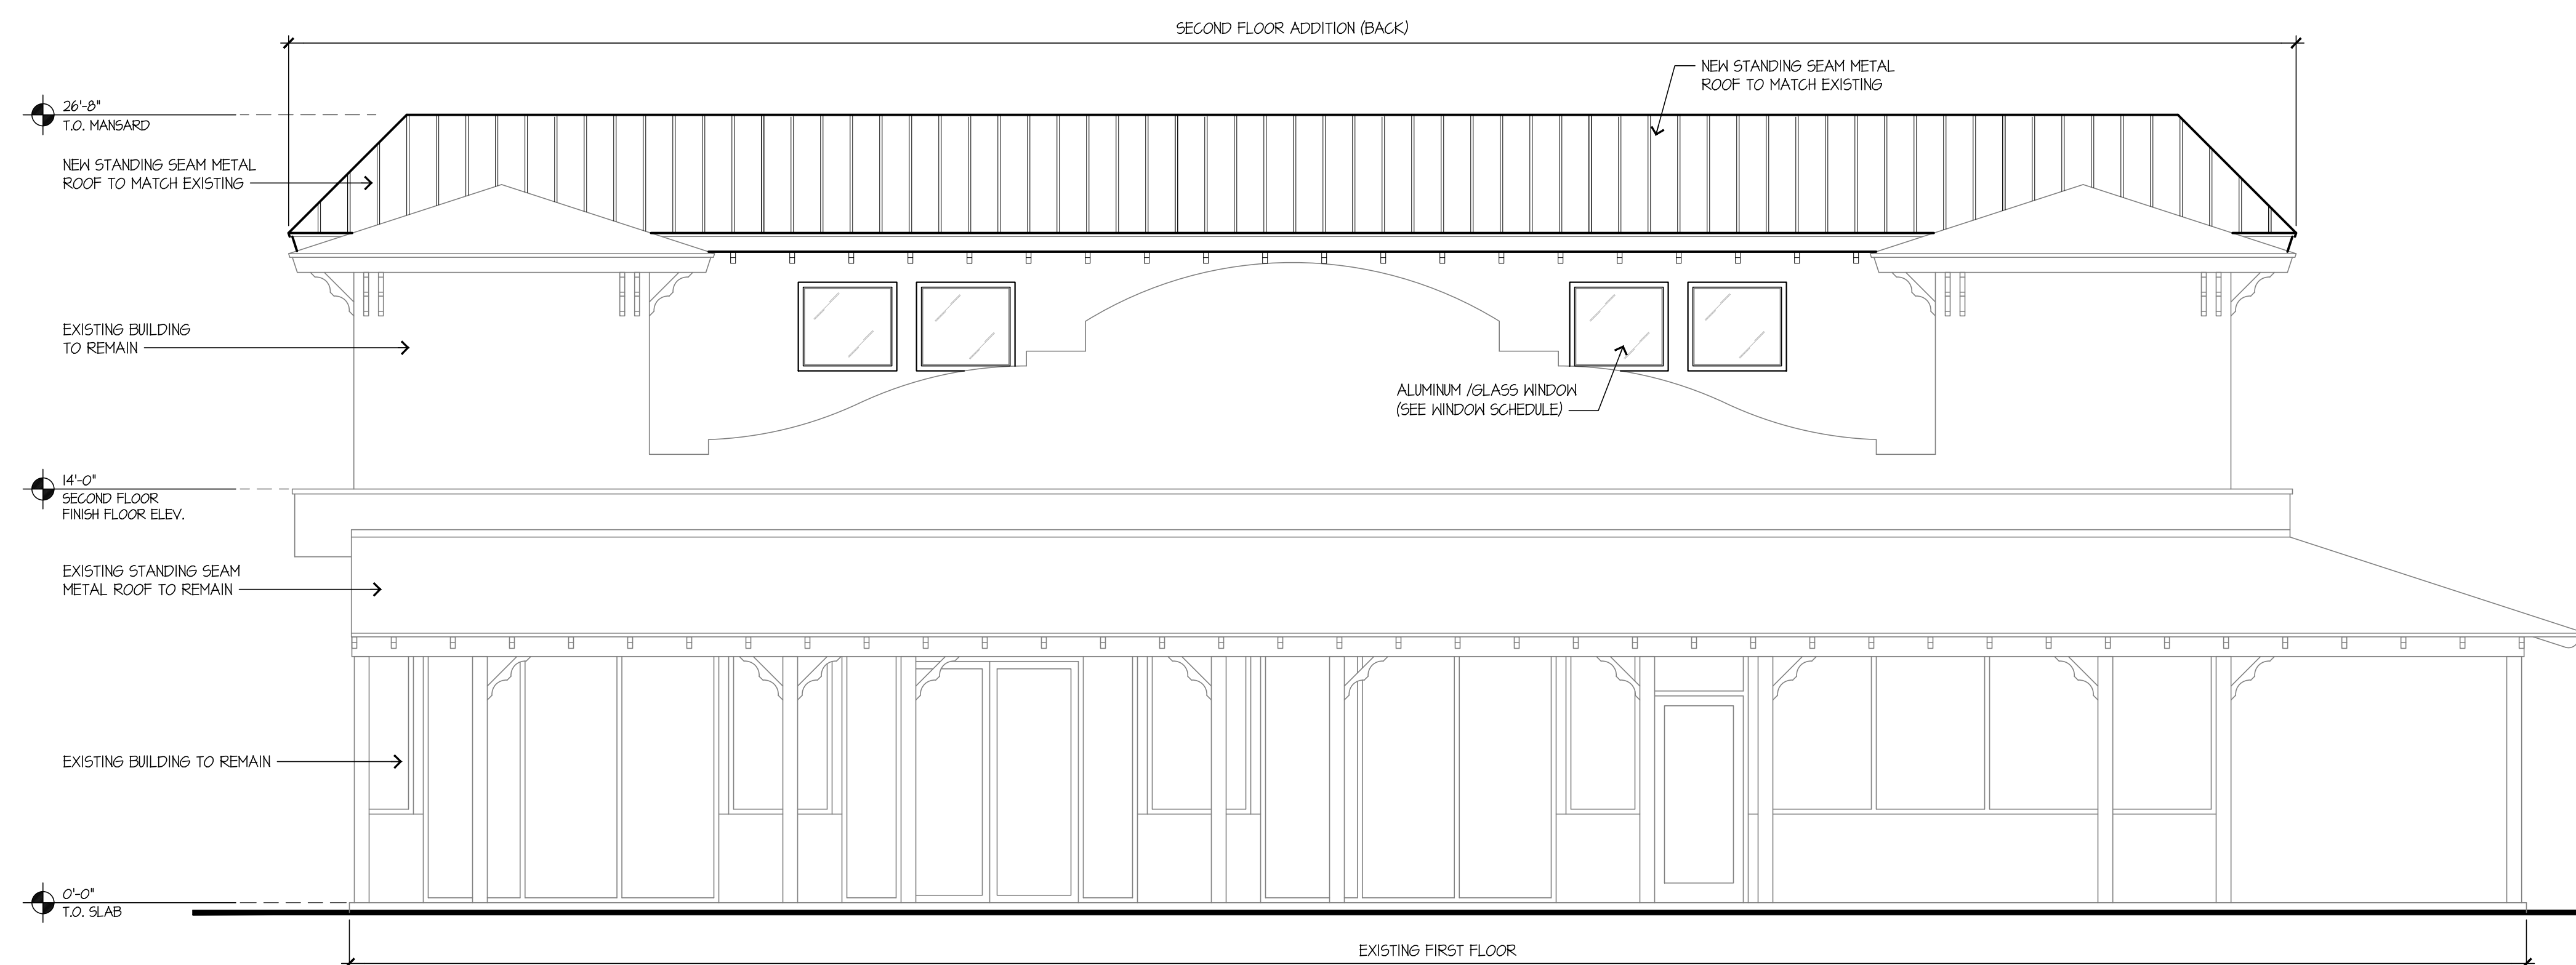 SECOND FLOOR ADDITION (BACK)
NEW STANDING SEAM METAL
ROOF TO MATCH EXISTING
26'-8"
T.O. MANSARD
NEW STANDING SEAM METAL
ROOF TO MATCH EXISTING
EXISTING BUILDING
TO REMAIN
ALUMINUM /GLASS WINDOW
(SEE WINDOW SCHEDULE)
14'-0"
SECOND FLOOR
FINISH FLOOR ELEV.
EXISTING STANDING SEAM
METAL ROOF TO REMAIN
EXISTING BUILDING TO REMAIN
0'-0"
T.O. SLAB
EXISTING FIRST FLOOR